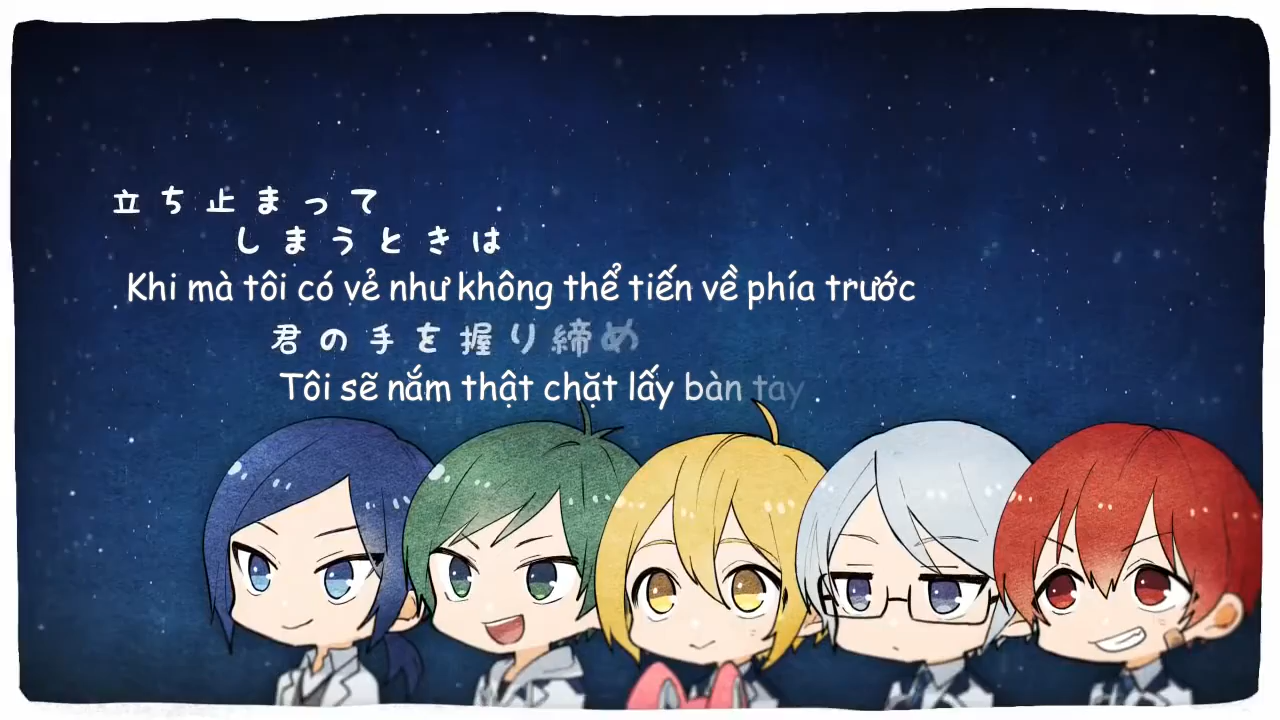 立ち止まって
しまうときは
Khi mà tôi có vẻ như không thể tiến về phía trước
君の手を握り締め
Tôi sẽ nắm thật chặt lấy bàn tay